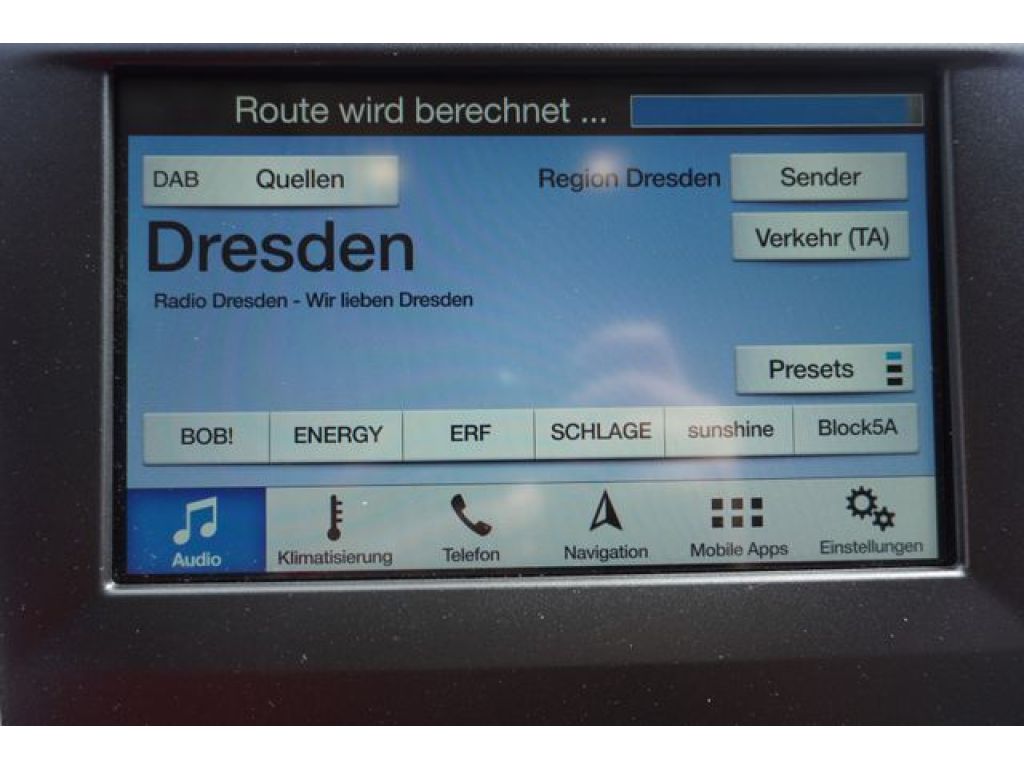 Route wird berechnet ...
DAB Quellen Region Dresden Sender
Dresden
Verkehr (TA)
Radio Dresden - Wir lieben Dresden
Presets
BOB! ENERGY ERF SCHLAGE sunshine Block5A
Audio Klimatisierung Telefon Navigation Mobile Apps Einstellungen